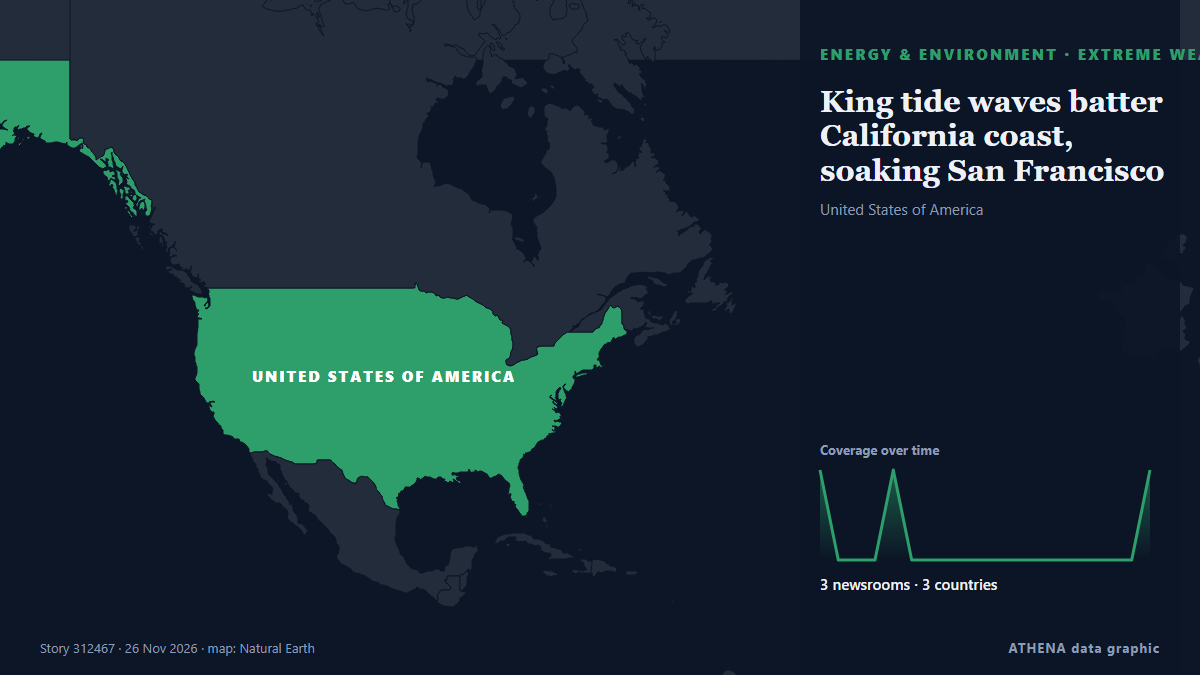 ENERGY & ENVIRONMENT · EXTREME
King tide waves batter
California coast,
soaking San Francisco
United States of America
UNITED STATES OF AMERICA
Coverage over time
3 newsrooms · 3 countries
Story 312467 · 26 Nov 2026 · map: Natural Earth
ATHENA data graphic